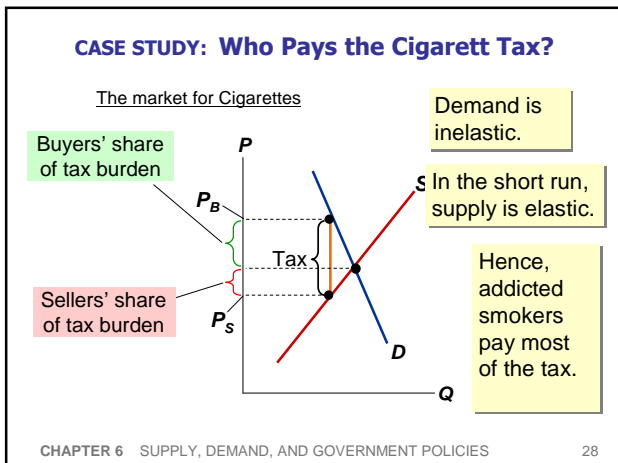 CASE STUDY: Who Pays the Cigarett Tax?
The market for Cigarettes
Buyers' share
of tax burden
P
P_B
Tax
Sellers' share
of tax burden
P_S
S
D
Q
Demand is
inelastic.
In the short run,
supply is elastic.
Hence,
addicted
smokers
pay most
of the tax.
CHAPTER 6 SUPPLY, DEMAND, AND GOVERNMENT POLICIES 28